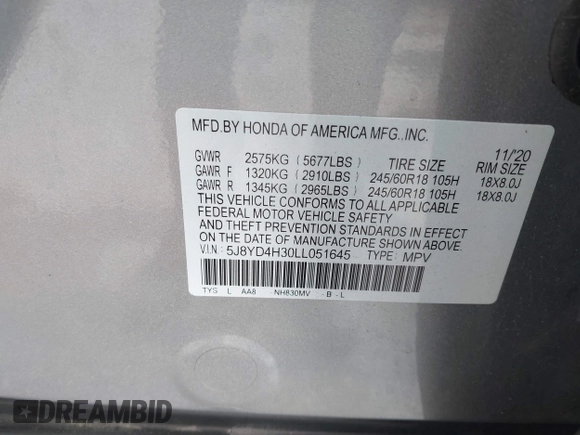 MFD.BY HONDA OF AMERICA MFG.,INC.
11/'20
GVWR 2575KG (5677LBS) TIRE SIZE RIM SIZE
GAWR F 1320KG (2910LBS) 245/60R18 105H 18X8.0J
GAWR R 1345KG (2965LBS) 245/60R18 105H 18X8.0J
THIS VEHICLE CONFORMS TO ALL APPLICABLE
FEDERAL MOTOR VEHICLE SAFETY
AND THEFT PREVENTION STANDARDS IN EFFECT
ON THE DATE OF MANUFACTURE SHOWN ABOVE.
V.I.N: 5J8YD4H30LL051645 TYPE: MPV
TYS L AA8 NH830MV -B -L
DREAMBID